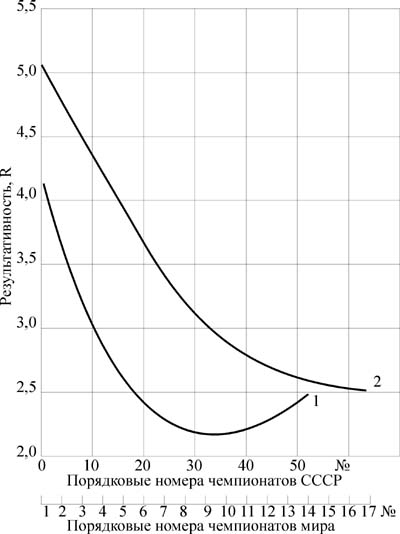 5,5
5,0
4,5
4,0
3,5
3,0
2,5
2,0
Результативность, R
2
1
0 10 20 30 40 50 №
Порядковые номера чемпионатов СССР
1 2 3 4 5 6 7 8 9 № 10 11 12 13 14 15 16 17 №
Порядковые номера чемпионатов мира